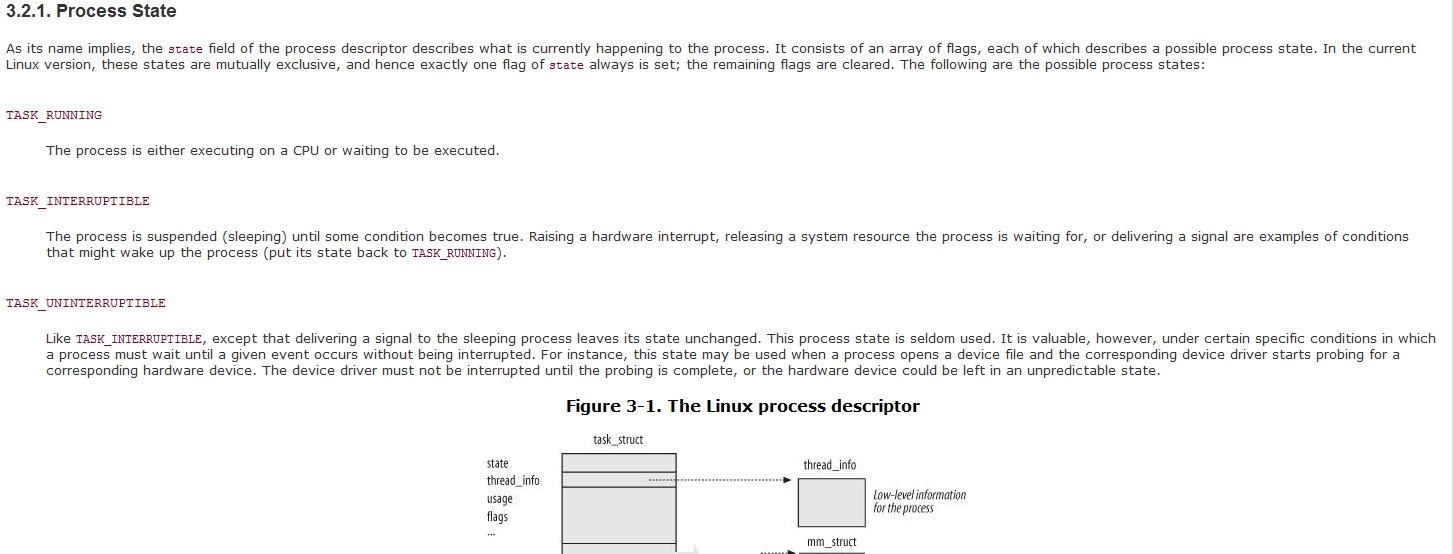 3.2.1. Process State
As its name implies, the state field of the process descriptor describes what is currently happening to the process. It consists of an array of flags, each of which describes a possible process state. In the current
Linux version, these states are mutually exclusive, and hence exactly one flag of state always is set; the remaining flags are cleared. The following are the possible process states:
TASK_RUNNING
The process is either executing on a CPU or waiting to be executed.
TASK_INTERRUPTIBLE
The process is suspended (sleeping) until some condition becomes true. Raising a hardware interrupt, releasing a system resource the process is waiting for, or delivering a signal are examples of conditions
that might wake up the process (put its state back to TASK_RUNNING).
TASK_UNINTERRUPTIBLE
Like TASK_INTERRUPTIBLE, except that delivering a signal to the sleeping process leaves its state unchanged. This process state is seldom used. It is valuable, however, under certain specific conditions in which
a process must wait until a given event occurs without being interrupted. For instance, this state may be used when a process opens a device file and the corresponding device driver starts probing for a
corresponding hardware device. The device driver must not be interrupted until the probing is complete, or the hardware device could be left in an unpredictable state.
Figure 3-1. The Linux process descriptor
task_struct
state
thread_info
usage
flags
...
thread_info
Low-level information
for the process
mm_struct